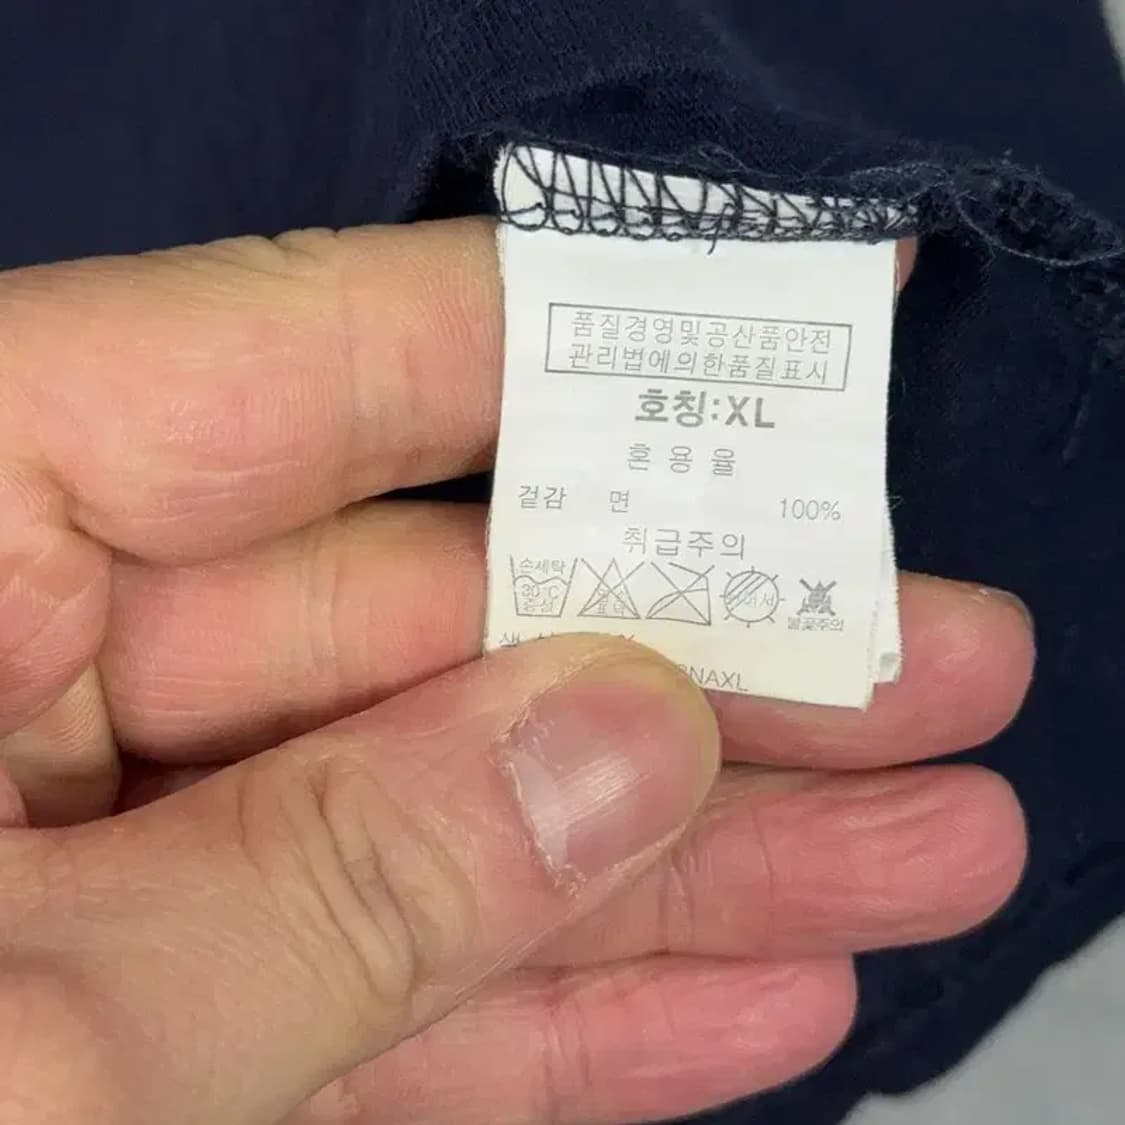 품질경영및공산품안전
관리법에의한품질표시
호칭:XL
혼 용 율
겉감 면 100%
취급주의
손세탁
30°C
중성
불꽃주의
NAXL